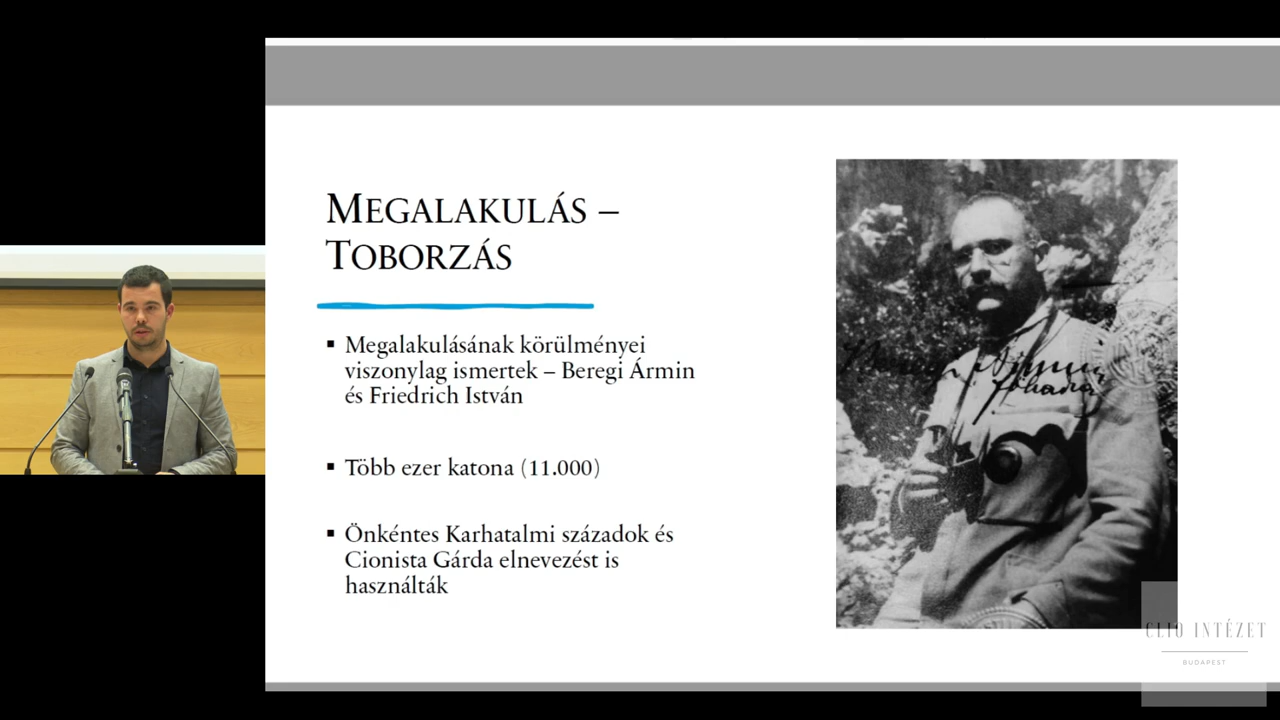 MEGALAKULÁS –
TOBORZÁS
▪ Megalakulásának körülményei
viszonylag ismertek – Beregi Ármin
és Friedrich István
▪ Több ezer katona (11.000)
▪ Önkéntes Karhatalmi századok és
Cionista Gárda elnevezést is
használták
CLIO INTÉZET
BUDAPEST